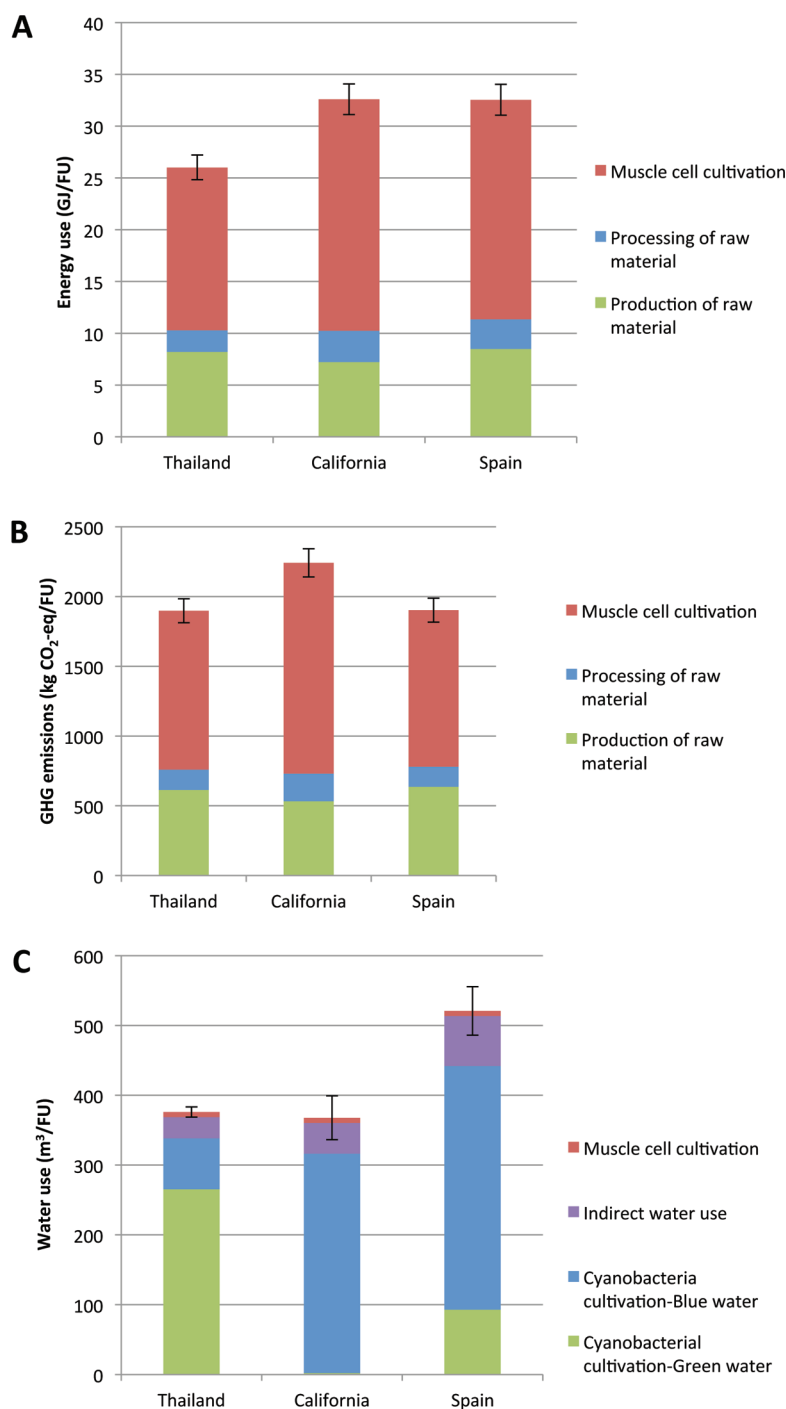 A
Energy use (GJ/FU)
40
35
30
25
20
15
10
5
0
Thailand California Spain
Muscle cell cultivation
Processing of raw
material
Production of raw
material
B
GHG emissions (kg CO₂-eq/FU)
2500
2000
1500
1000
500
0
Thailand California Spain
Muscle cell cultivation
Processing of raw
material
Production of raw
material
C
Water use (m³/FU)
600
500
400
300
200
100
0
Thailand California Spain
Muscle cell cultivation
Indirect water use
Cyanobacteria
cultivation-Blue water
Cyanobacterial
cultivation-Green water